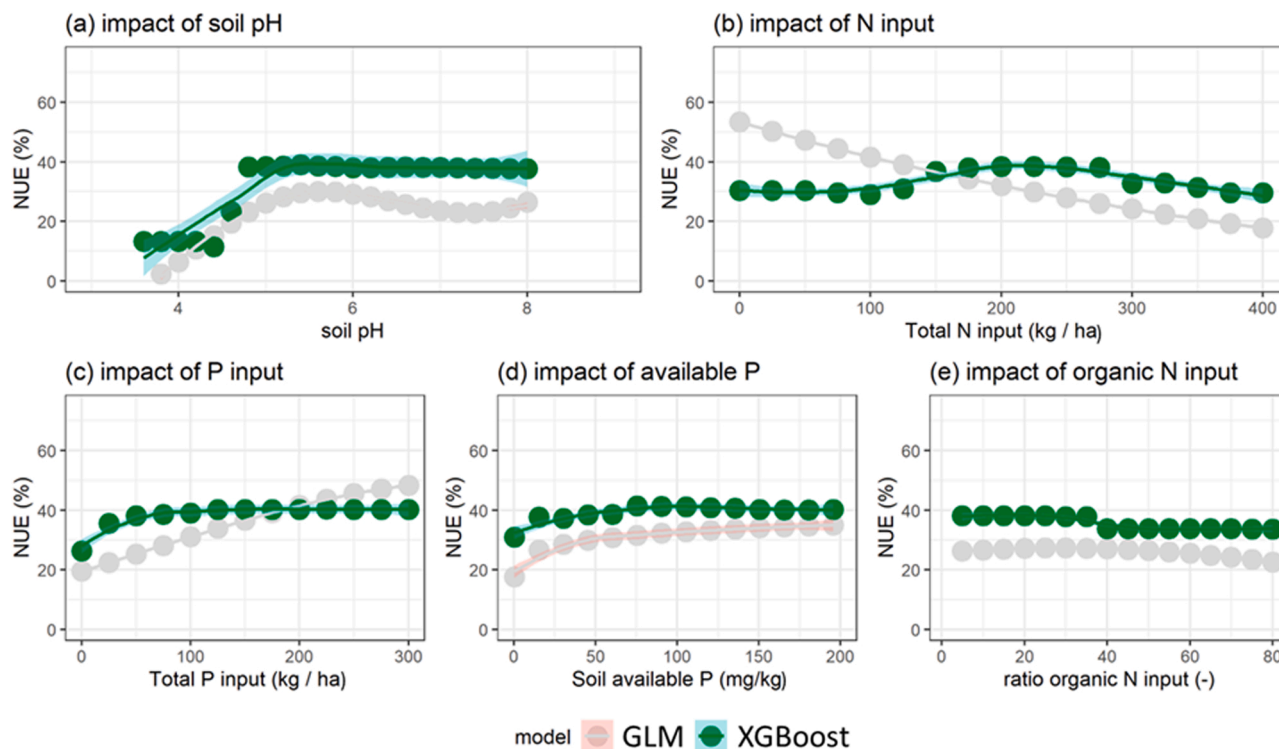 (a) impact of soil pH
(b) impact of N input
NUE (%)
60
40
20
0
4
6
8
soil pH
NUE (%)
60
40
20
0
0
100
200
300
400
Total N input (kg / ha)
(c) impact of P input
(d) impact of available P
(e) impact of organic N input
NUE (%)
60
40
20
0
0
100
200
300
Total P input (kg / ha)
NUE (%)
60
40
20
0
0
50
100
150
200
Soil available P (mg/kg)
NUE (%)
60
40
20
0
0
20
40
60
80
ratio organic N input (-)
model GLM XGBoost